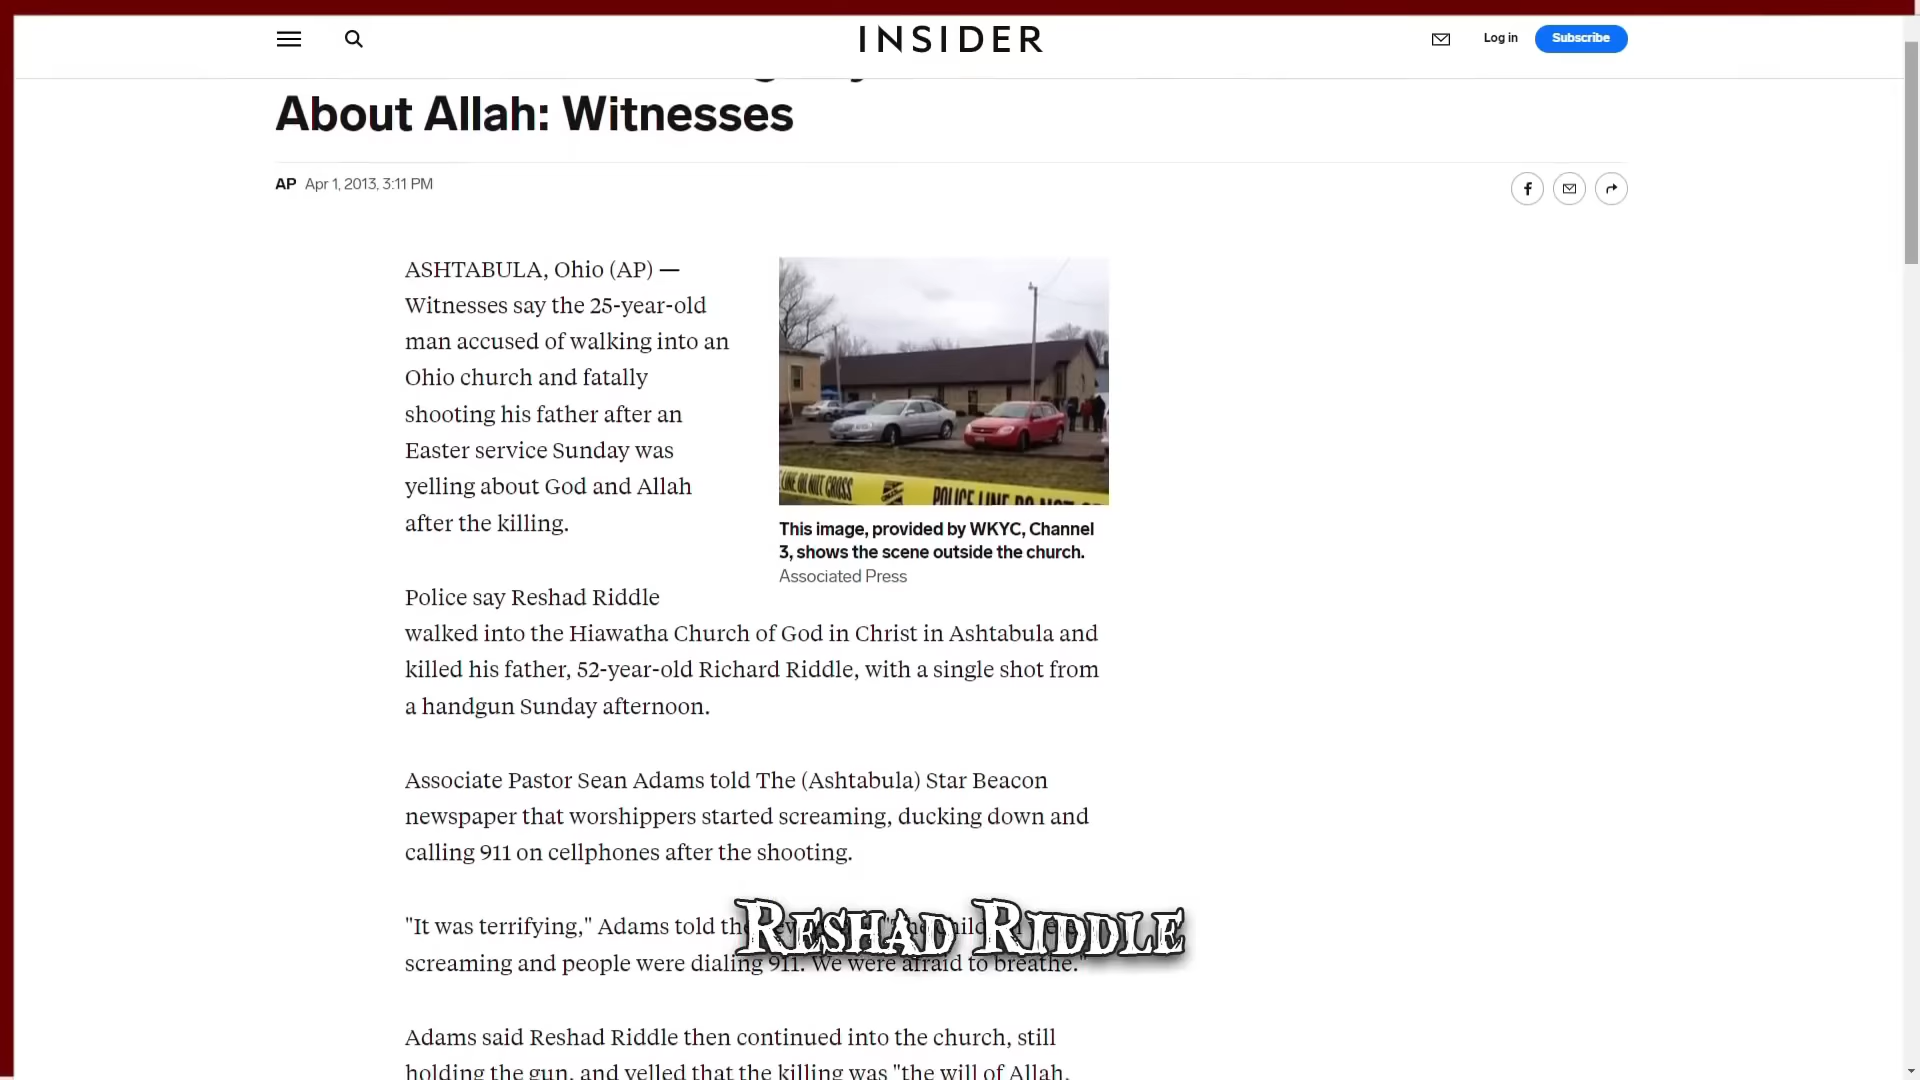 INSIDER
Log in
Subscribe
About Allah: Witnesses
AP Apr 1, 2013, 3:11 PM
ASHTABULA, Ohio (AP) —
Witnesses say the 25-year-old
man accused of walking into an
Ohio church and fatally
shooting his father after an
Easter service Sunday was
yelling about God and Allah
after the killing.
POLICE LINE DO NOT
LINE DO NOT CROSS
This image, provided by WKYC, Channel
3, shows the scene outside the church.
Associated Press
Police say Reshad Riddle
walked into the Hiawatha Church of God in Christ in Ashtabula and
killed his father, 52-year-old Richard Riddle, with a single shot from
a handgun Sunday afternoon.
Associate Pastor Sean Adams told The (Ashtabula) Star Beacon
newspaper that worshippers started screaming, ducking down and
calling 911 on cellphones after the shooting.
"It was terrifying," Adams told
screaming and people were dialing 911. We were afraid to breathe."
RESHAD RIDDLE
Adams said Reshad Riddle then continued into the church, still
holding the gun, and yelled that the killing was "the will of Allah.